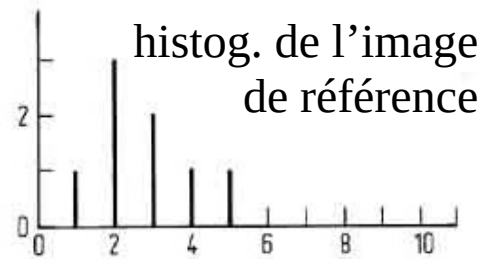 histog. de l’image
de référence
2
0
0 2 4 6 8 10